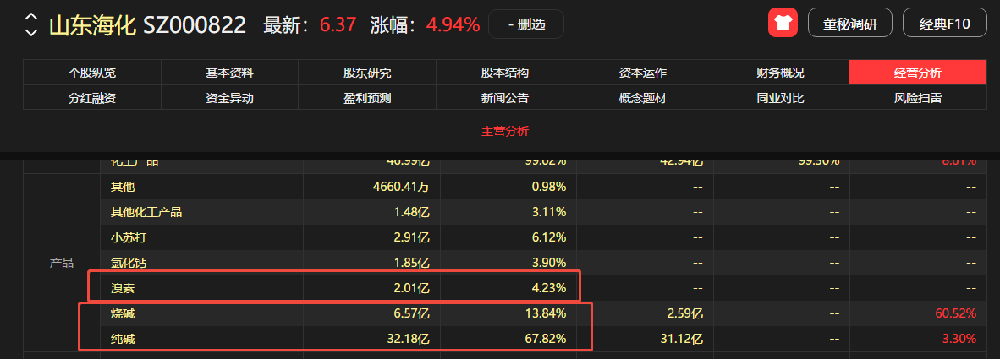 山东海化 SZ000822 最新：6.37 涨幅：4.94% - 删选 董秘调研 经典F10
个股纵览 基本资料 股东研究 股本结构 资本运作 财务概况 经营分析
分红融资 资金异动 盈利预测 新闻公告 概念题材 同业对比 风险扫雷
主营分析
化工产品 46.99亿 99.02% 42.94亿 99.30% 8.61%
其他 4660.41万 0.98% -- -- --
其他化工产品 1.48亿 3.11% -- -- --
小苏打 2.91亿 6.12% -- -- --
产品 氯化钙 1.85亿 3.90% -- -- --
溴素 2.01亿 4.23% -- -- --
烧碱 6.57亿 13.84% 2.59亿 -- 60.52%
纯碱 32.18亿 67.82% 31.12亿 -- 3.30%